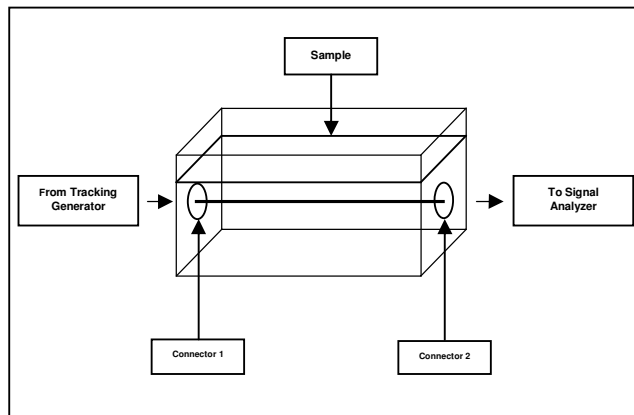 Sample
From Tracking
Generator
To Signal
Analyzer
Connector 1
Connector 2